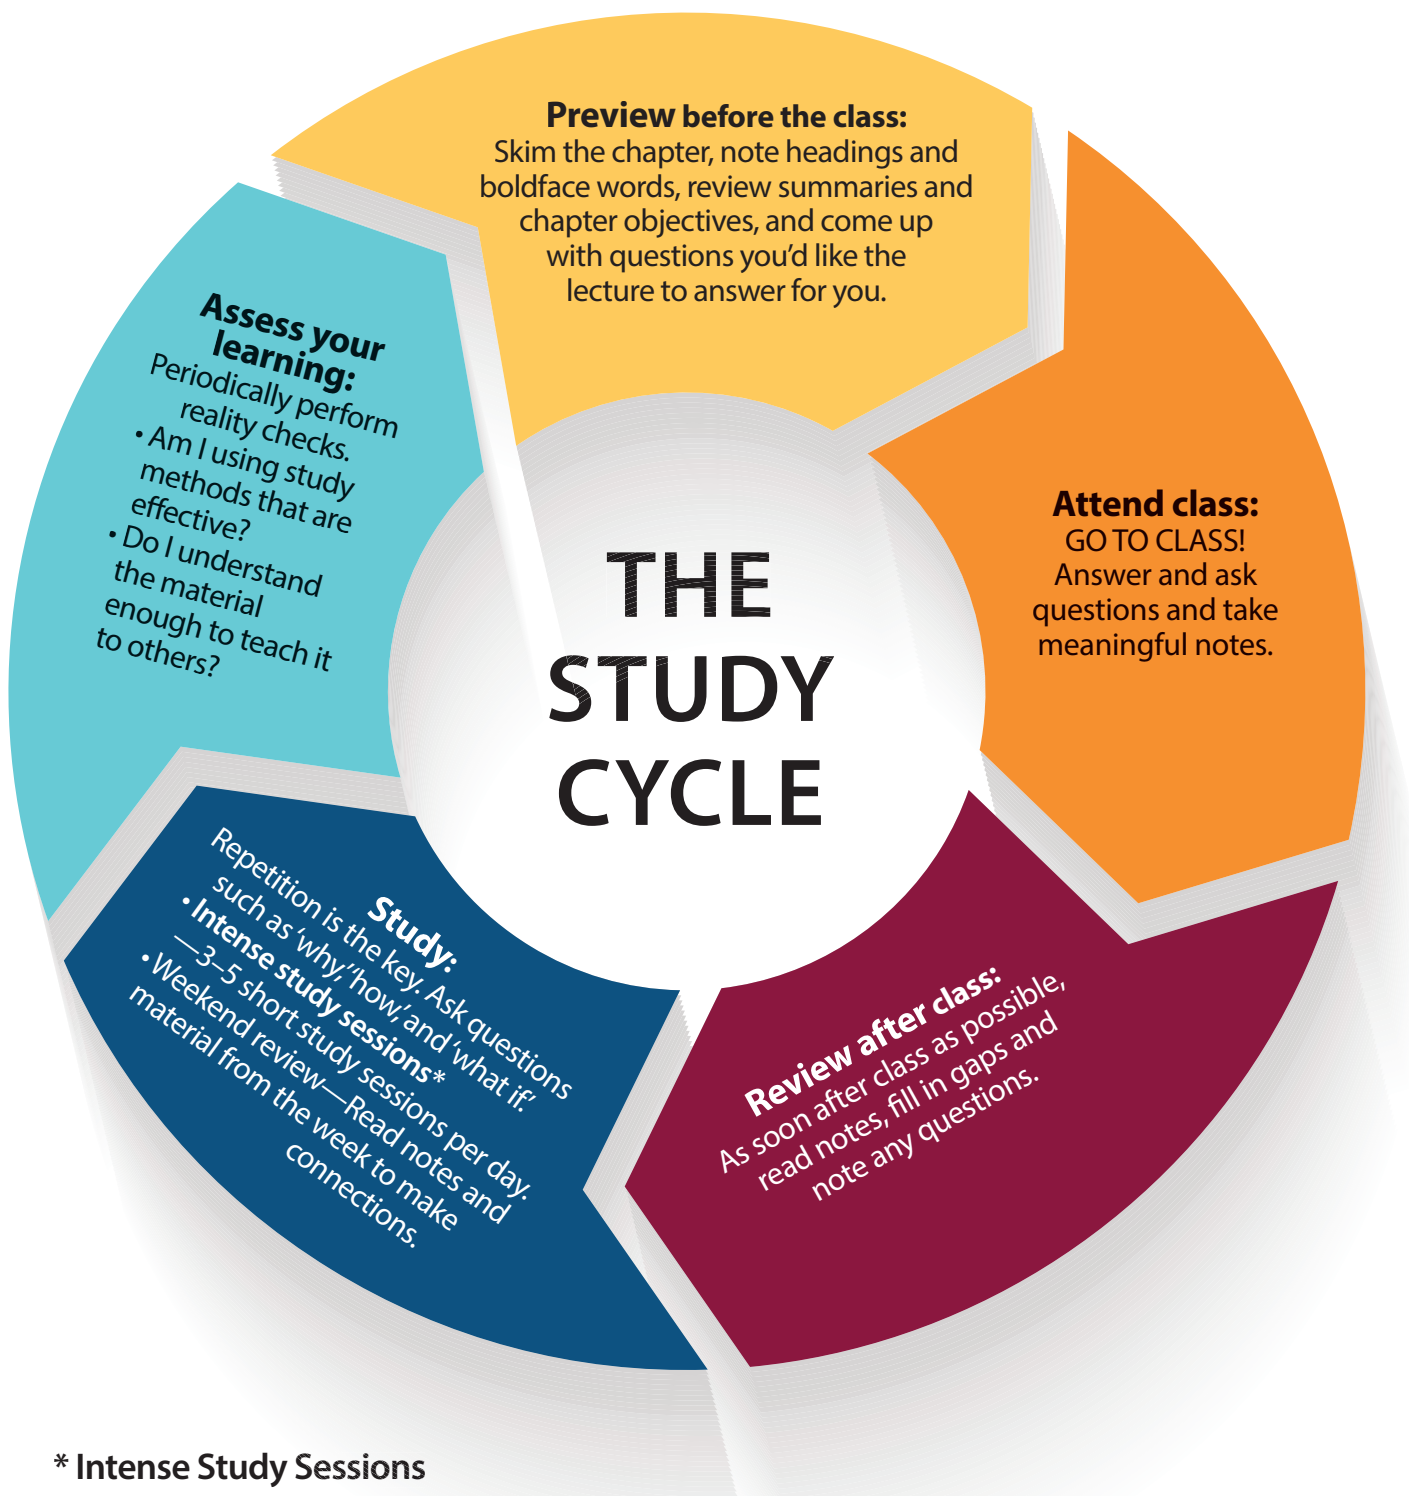 Preview before the class:
Skim the chapter, note headings and
boldface words, review summaries and
chapter objectives, and come up
with questions you’d like the
lecture to answer for you.
Attend class:
GO TO CLASS!
Answer and ask
questions and take
meaningful notes.
Review after class:
As soon after class as possible,
read notes, fill in gaps and
note any questions.
Study:
Repetition is the key. Ask questions
such as ‘why,’ ‘how,’ and ‘what if.’
• Intense study sessions*
—3–5 short study sessions per day.
• Weekend review—Read notes and
material from the week to make
connections.
Assess your
learning:
Periodically perform
reality checks.
• Am I using study
methods that are
effective?
• Do I understand
the material
enough to teach it
to others?
THE
STUDY
CYCLE
* Intense Study Sessions